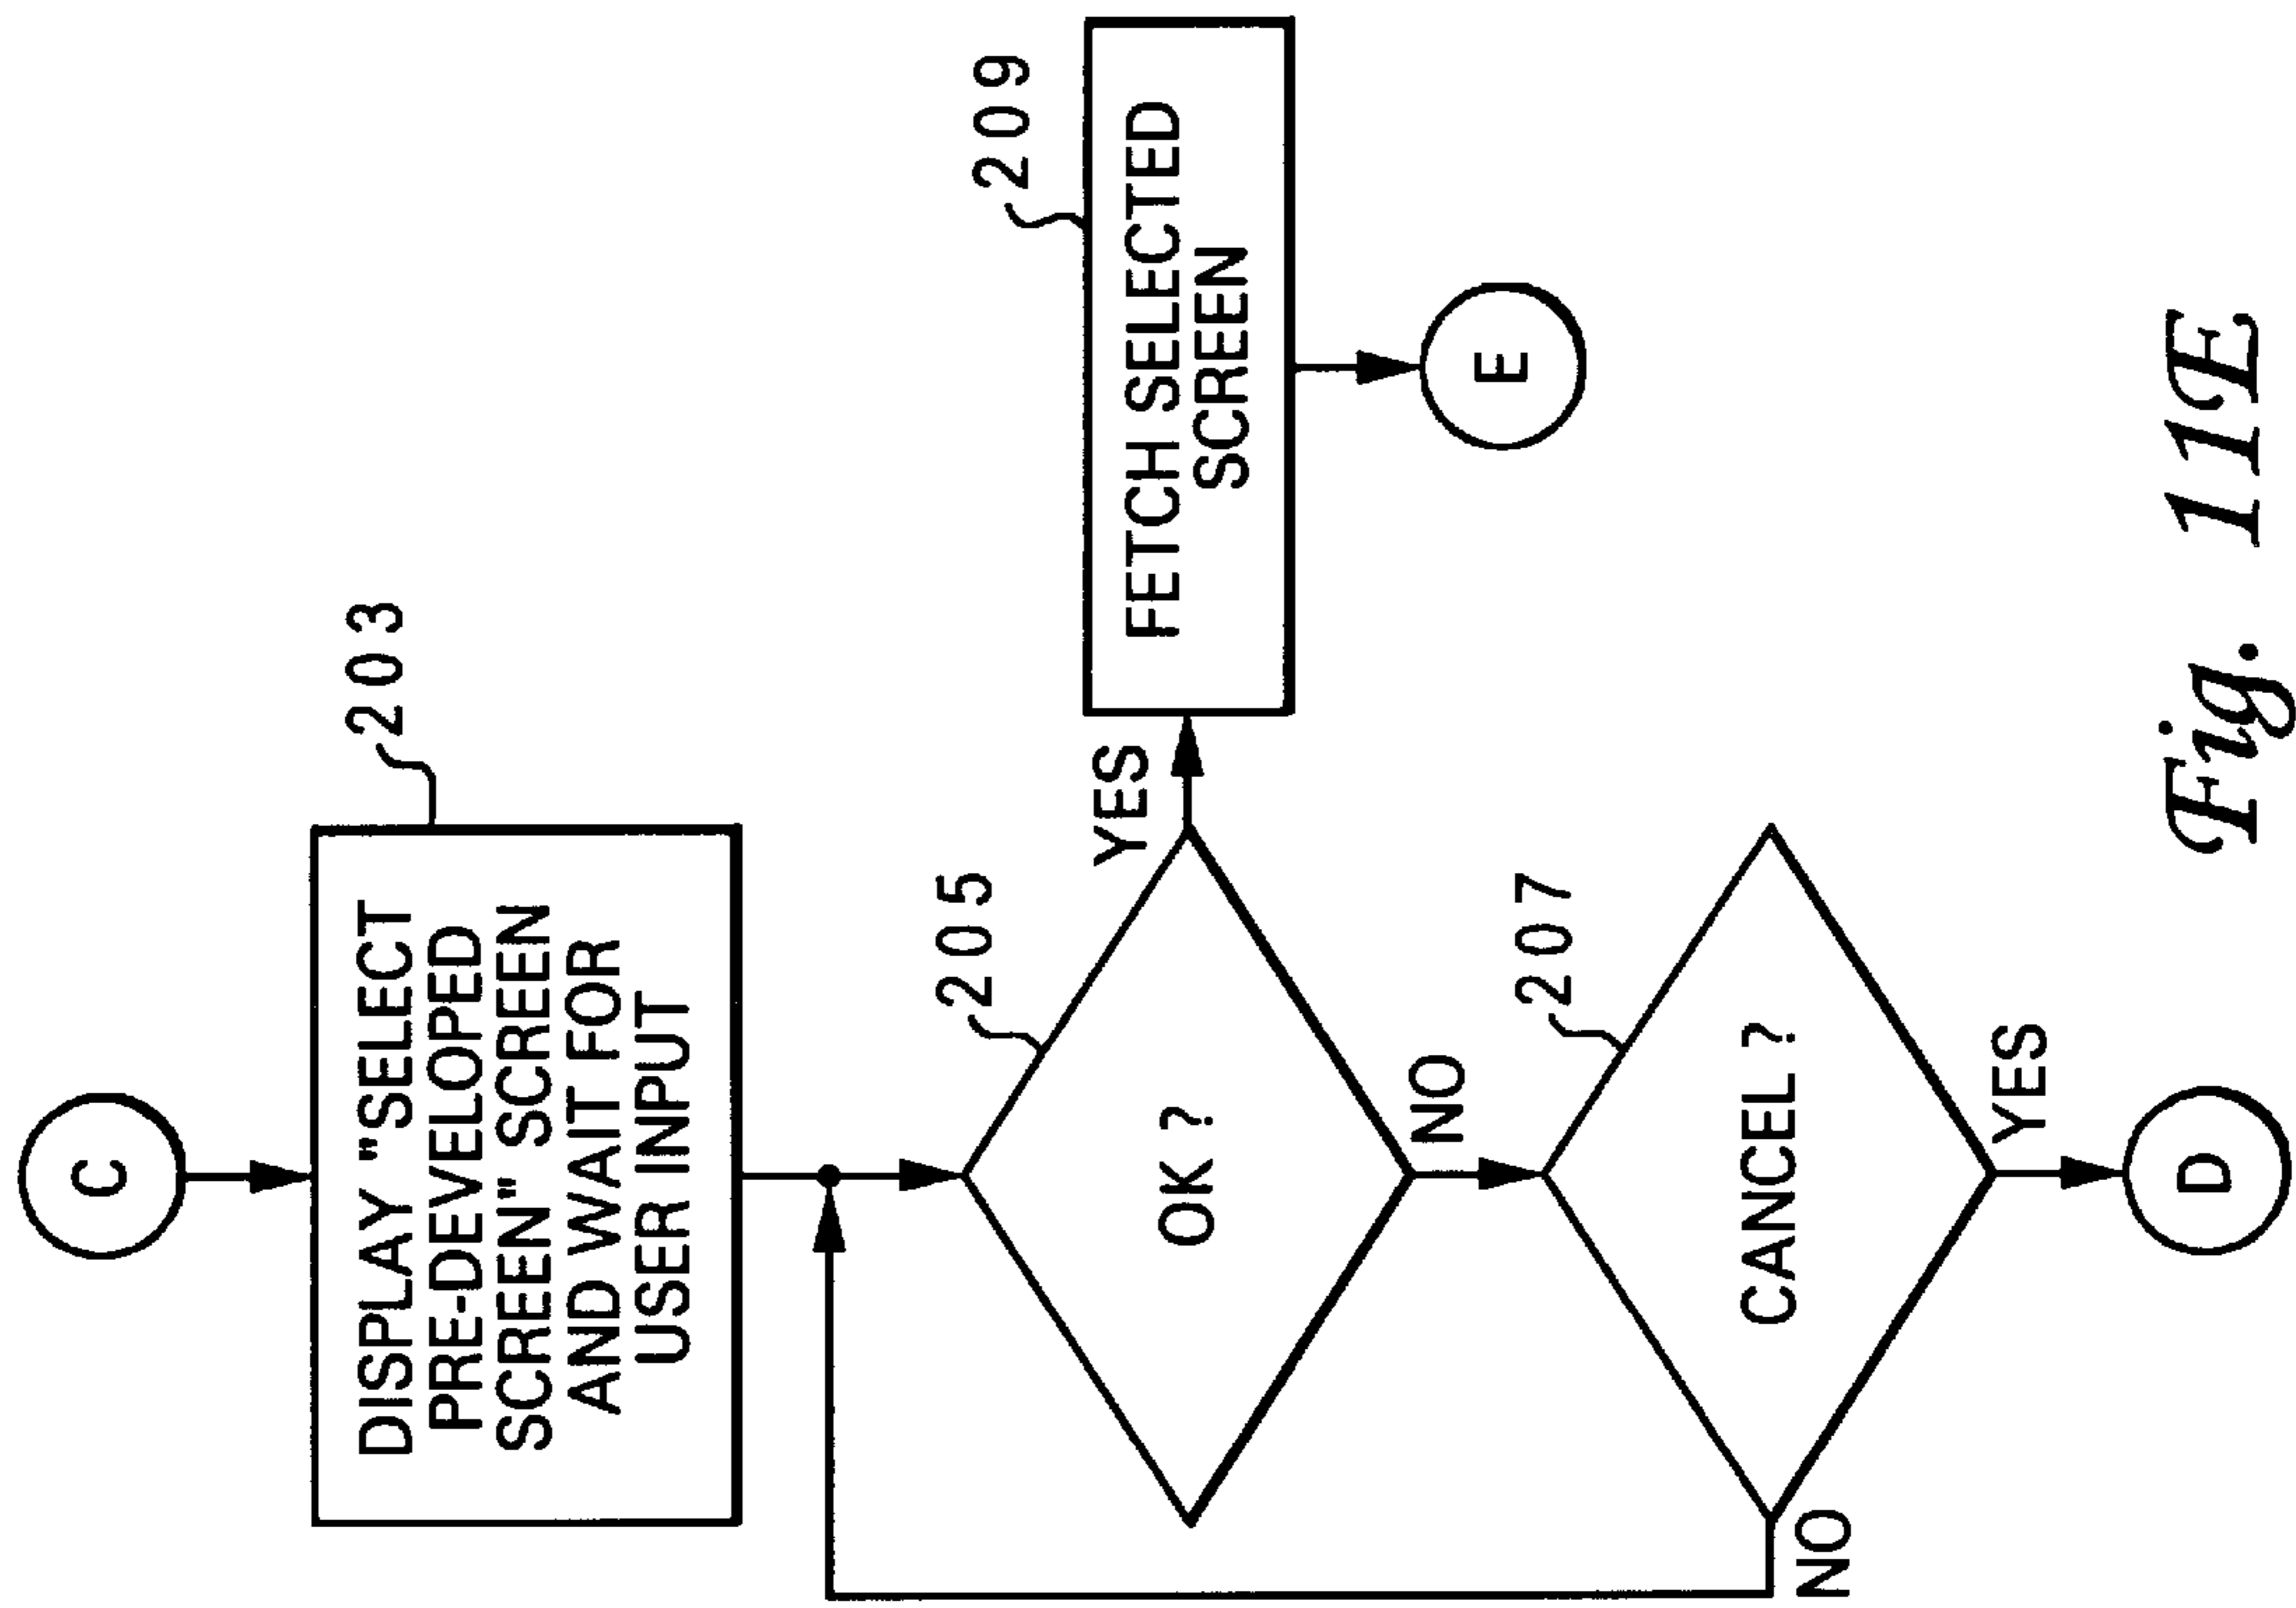 C
203
DISPLAY "SELECT
PRE-DEVELOPED
SCREEN" SCREEN
AND WAIT FOR
USER INPUT
205
OK ?
YES
209
FETCH SELECTED
SCREEN
E
NO
207
CANCEL ?
NO
YES
D
Fig. 11E